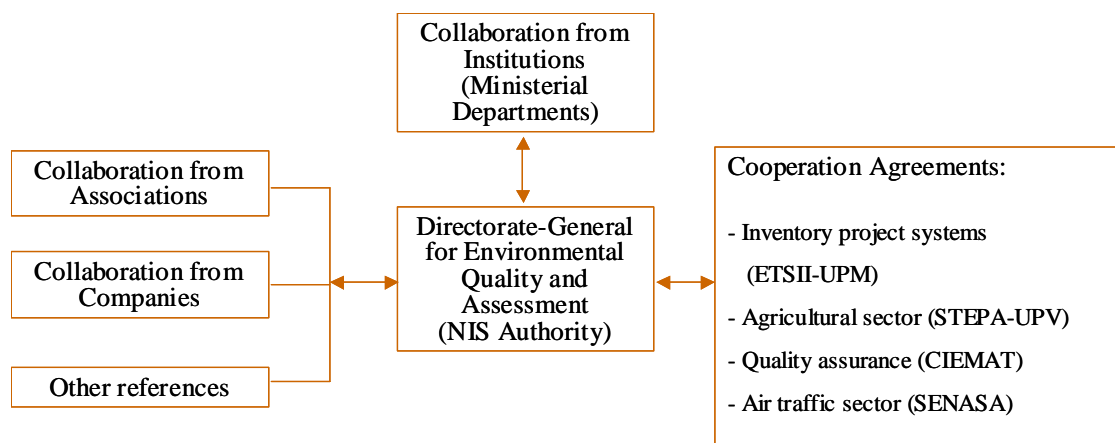 Collaboration from
Institutions
(Ministerial
Departments)
Collaboration from
Associations
Collaboration from
Companies
Other references
Directorate-General
for Environmental
Quality and
Assessment
(NIS Authority)
Cooperation Agreements:
- Inventory project systems
(ETSII-UPM)
- Agricultural sector (STEPA-UPV)
- Quality assurance (CIEMAT)
- Air traffic sector (SENASA)